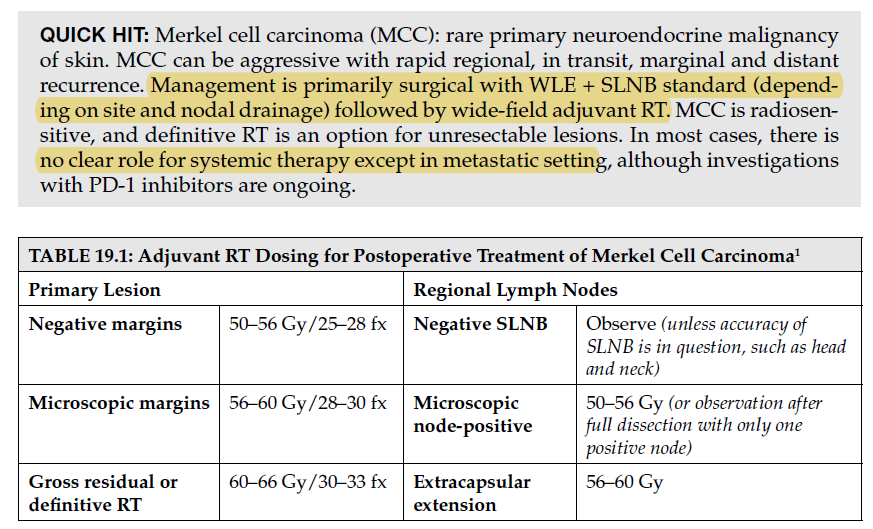 QUICK HIT: Merkel cell carcinoma (MCC): rare primary neuroendocrine malignancy
of skin. MCC can be aggressive with rapid regional, in transit, marginal and distant
recurrence. Management is primarily surgical with WLE + SLNB standard (depend-
ing on site and nodal drainage) followed by wide-field adjuvant RT. MCC is radiosen-
sitive, and definitive RT is an option for unresectable lesions. In most cases, there is
no clear role for systemic therapy except in metastatic setting, although investigations
with PD-1 inhibitors are ongoing.
TABLE 19.1: Adjuvant RT Dosing for Postoperative Treatment of Merkel Cell Carcinoma¹
Primary Lesion
Regional Lymph Nodes
Negative margins
50–56 Gy/25–28 fx
Negative SLNB
Observe (unless accuracy of
SLNB is in question, such as head
and neck)
Microscopic margins
56–60 Gy/28–30 fx
Microscopic
node-positive
50–56 Gy (or observation after
full dissection with only one
positive node)
Gross residual or
definitive RT
60–66 Gy/30–33 fx
Extracapsular
extension
56–60 Gy